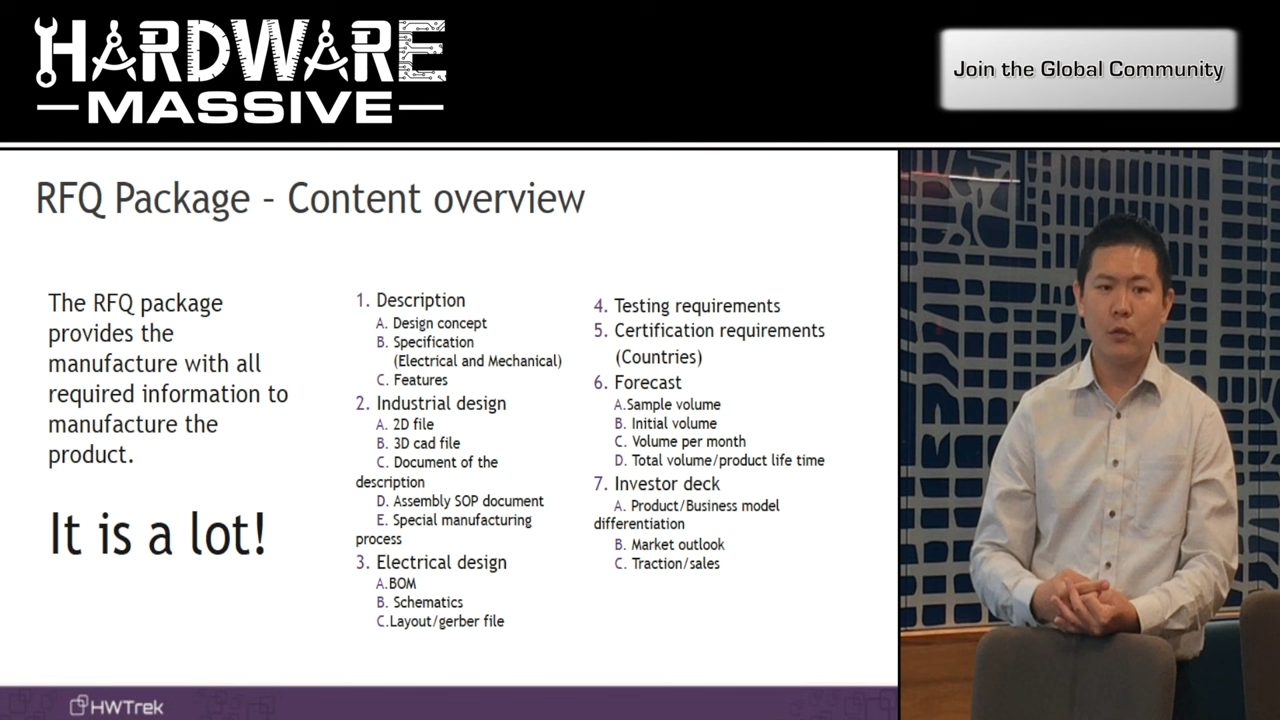 HARDWARE
MASSIVE
Join the Global Community
RFQ Package - Content overview
The RFQ package
provides the
manufacture with all
required information to
manufacture the
product.
It is a lot!
1. Description
A. Design concept
B. Specification
(Electrical and Mechanical)
C. Features
2. Industrial design
A. 2D file
B. 3D cad file
C. Document of the
description
D. Assembly SOP document
E. Special manufacturing
process
3. Electrical design
A.BOM
B. Schematics
C.Layout/gerber file
4. Testing requirements
5. Certification requirements
(Countries)
6. Forecast
A.Sample volume
B. Initial volume
C. Volume per month
D. Total volume/product life time
7. Investor deck
A. Product/Business model
differentiation
B. Market outlook
C. Traction/sales
HWTrek